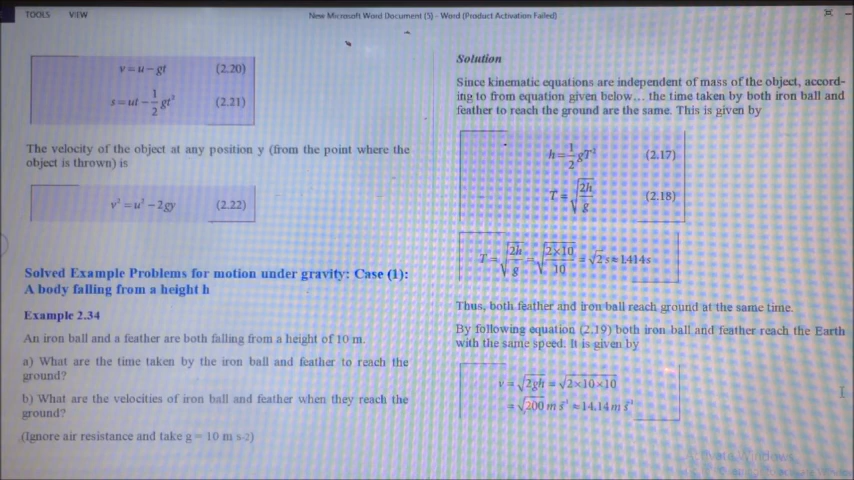 TOOLS VIEW
New Microsoft Word Document (5) - Word (Product Activation Failed)
v = u − gt (2.20)
s = ut − 1/2 gt² (2.21)
The velocity of the object at any position y (from the point where the
object is thrown) is
v² = u² − 2gy (2.22)
Solved Example Problems for motion under gravity: Case (1):
A body falling from a height h
Example 2.34
An iron ball and a feather are both falling from a height of 10 m.
a) What are the time taken by the iron ball and feather to reach the
ground?
b) What are the velocities of iron ball and feather when they reach the
ground?
(Ignore air resistance and take g = 10 m s-2)
Solution
Since kinematic equations are independent of mass of the object, accord-
ing to from equation given below… the time taken by both iron ball and
feather to reach the ground are the same. This is given by
h = 1/2 gT² (2.17)
T = √(2h/g) (2.18)
T = √(2h/g) = √(2×10/10) = √2 s ≈ 1.414 s
Thus, both feather and iron ball reach ground at the same time.
By following equation (2.19) both iron ball and feather reach the Earth
with the same speed. It is given by
v = √2gh = √2×10×10
= √200 m s⁻¹ ≈ 14.14 m s⁻¹
Activate Windows